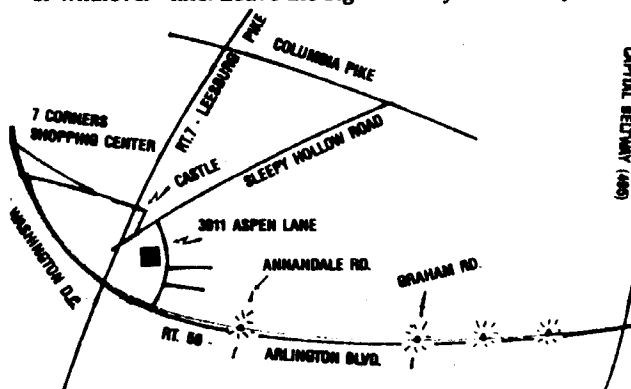 PIKE
COLUMBIA PIKE
CAPITAL BELTWAY (495)
RT.7 - LEESBURG
7 CORNERS
SHOPPING CENTER
CASTLE
SLEEPY HOLLOW ROAD
ASPEN LANE
WASHINGTON D.C.
ANNANDALE RD.
GRAHAM RD.
RT. 50
ARLINGTON BLVD.